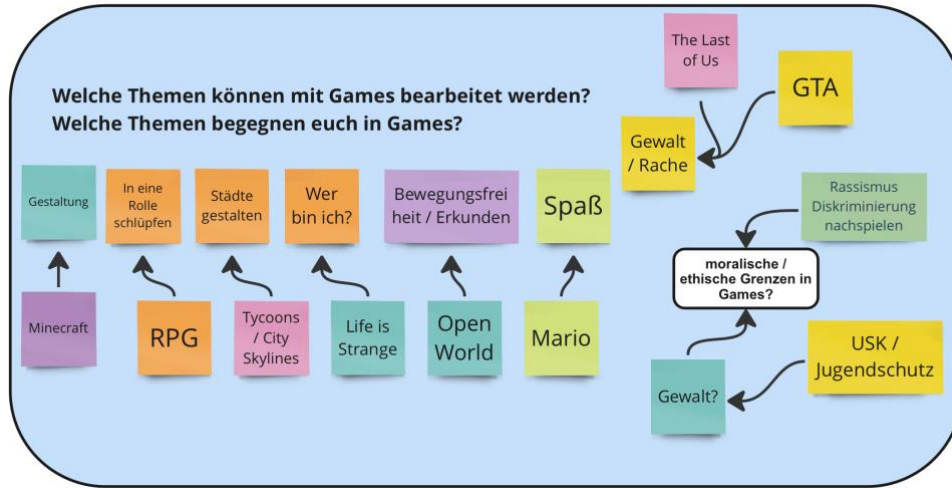 Welche Themen können mit Games bearbeitet werden?
Welche Themen begegnen euch in Games?
The Last
of Us
GTA
Gewalt
/ Rache
Gestaltung
In eine
Rolle
schlüpfen
Städte
gestalten
Wer
bin ich?
Bewegungsfrei
heit / Erkunden
Spaß
Rassismus
Diskriminierung
nachspielen
moralische /
ethische Grenzen in
Games?
Minecraft
RPG
Tycoons
/ City
Skylines
Life is
Strange
Open
World
Mario
Gewalt?
USK /
Jugendschutz